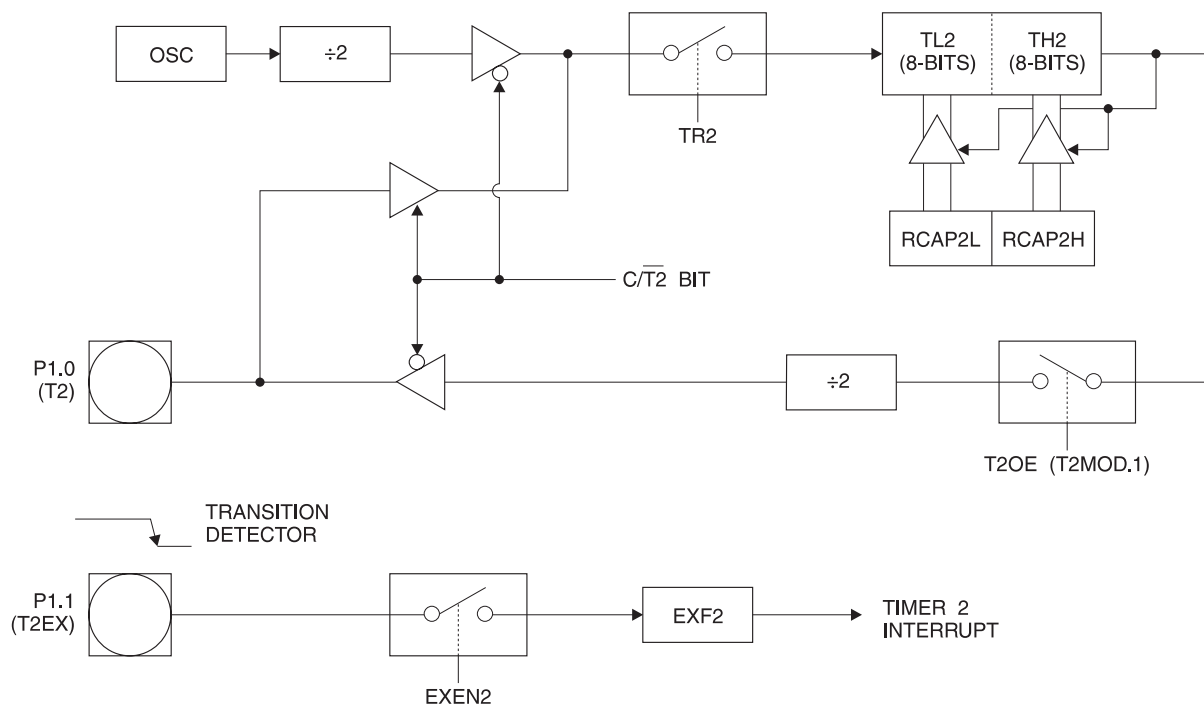 OSC
÷2
TR2
TL2
(8-BITS)
TH2
(8-BITS)
RCAP2L
RCAP2H
C/T2̅ BIT
P1.0
(T2)
÷2
T2OE (T2MOD.1)
TRANSITION
DETECTOR
P1.1
(T2EX)
EXEN2
EXF2
TIMER 2
INTERRUPT